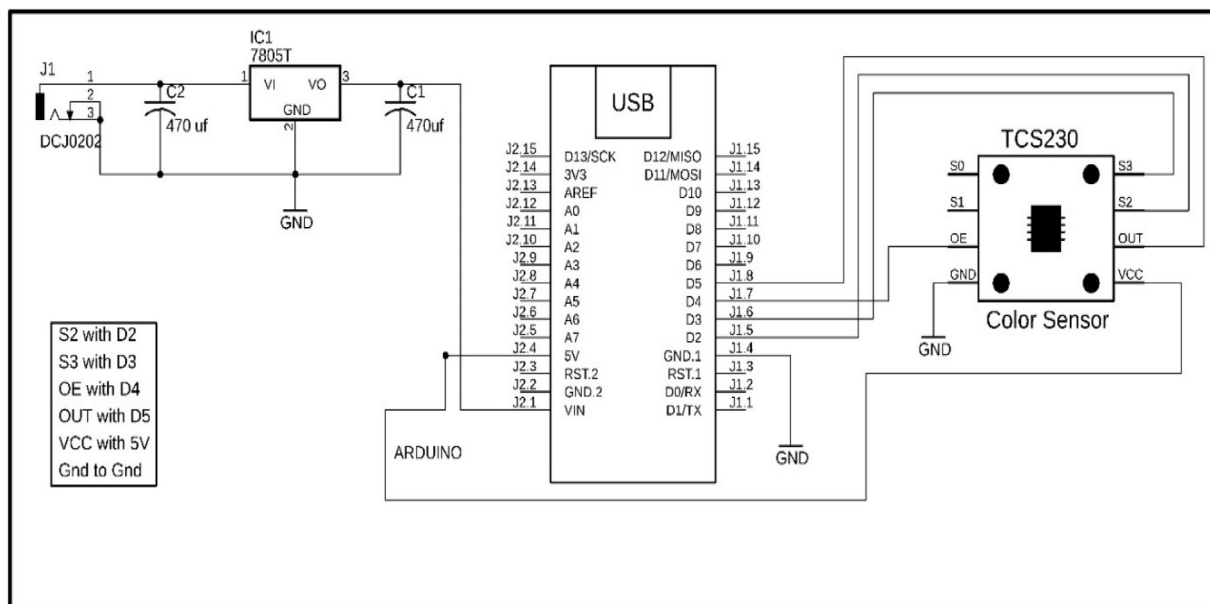 IC1
7805T
J1
1
2
3
DCJ0202
C2
470 uf
1
VI
VO
3
GND
2
C1
470uf
GND
USB
J2.15
D13/SCK
D12/MISO
J1.15
J2.14
3V3
D11/MOSI
J1.14
J2.13
AREF
D10
J1.13
J2.12
A0
D9
J1.12
J2.11
A1
D8
J1.11
J2.10
A2
D7
J1.10
J2.9
A3
D6
J1.9
J2.8
A4
D5
J1.8
J2.7
A5
D4
J1.7
J2.6
A6
D3
J1.6
J2.5
A7
D2
J1.5
J2.4
5V
GND.1
J1.4
J2.3
RST.2
RST.1
J1.3
J2.2
GND.2
D0/RX
J1.2
J2.1
VIN
D1/TX
J1.1
ARDUINO
GND
TCS230
S0
S3
S1
S2
OE
OUT
GND
VCC
Color Sensor
GND
S2 with D2
S3 with D3
OE with D4
OUT with D5
VCC with 5V
Gnd to Gnd